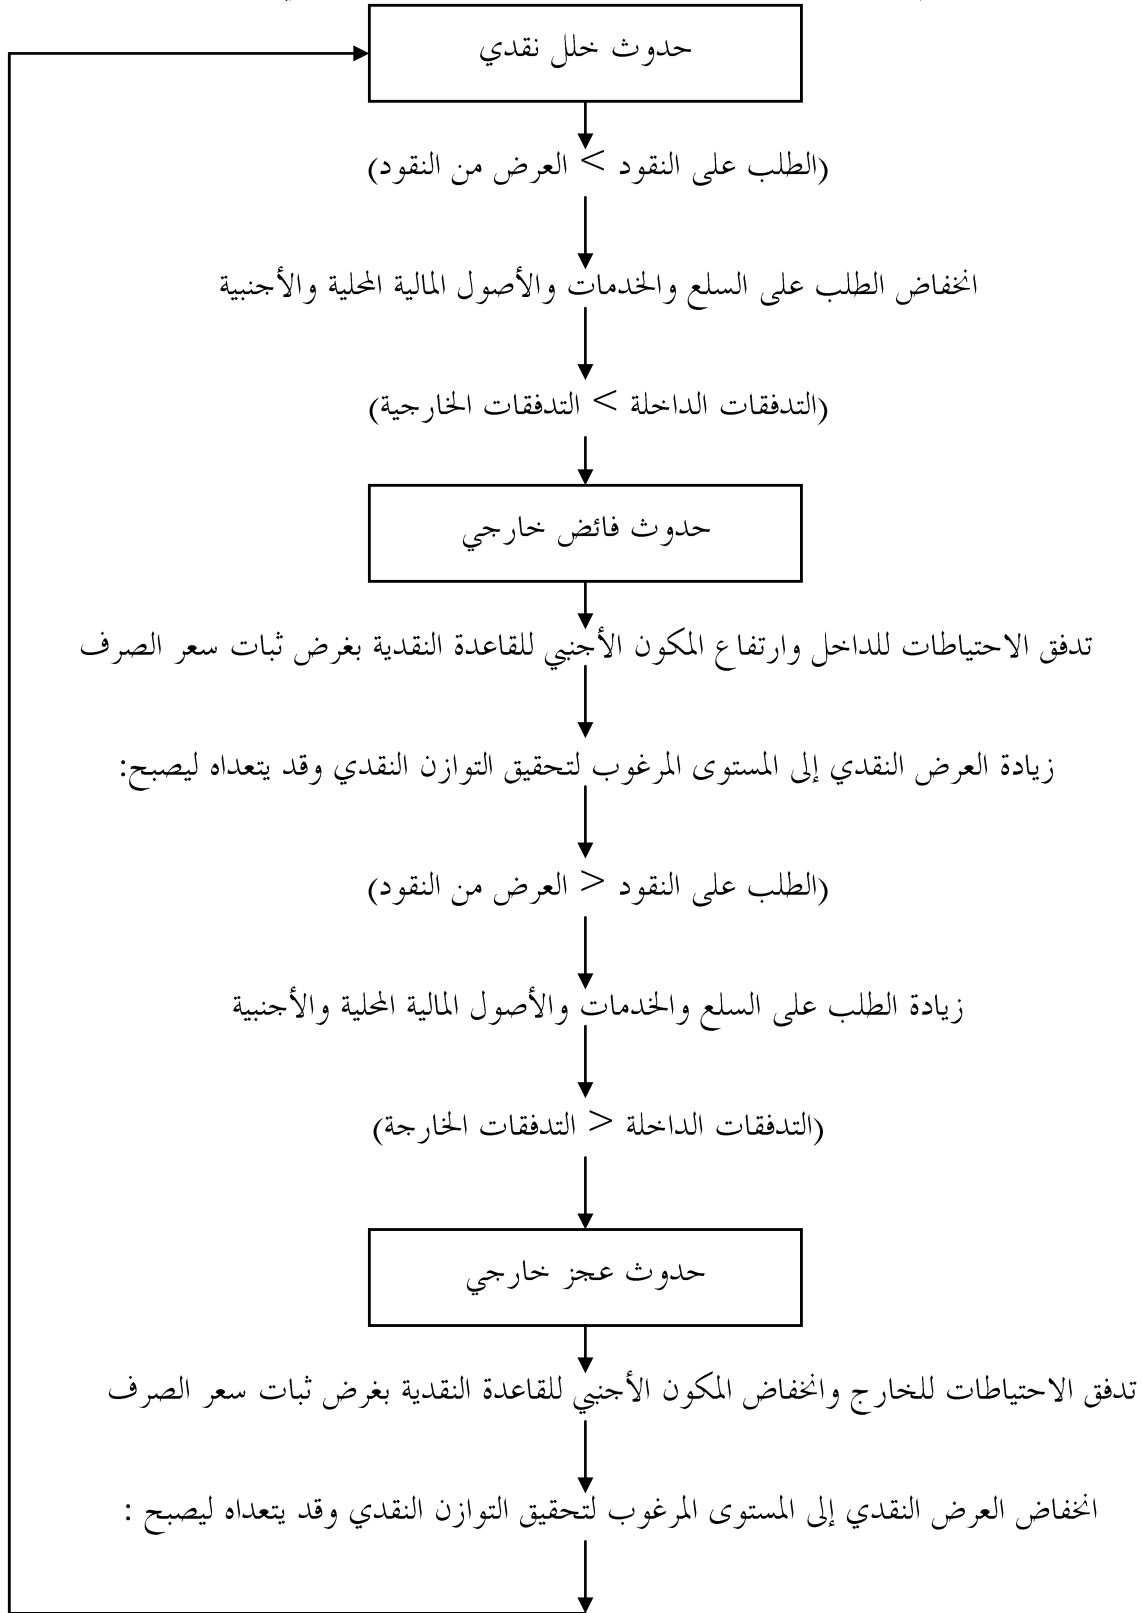 حدوث خلل نقدي
(الطلب على النقود > العرض من النقود)
انخفاض الطلب على السلع والخدمات والأصول المالية المحلية والأجنبية
(التدفقات الداخلة > التدفقات الخارجية)
حدوث فائض خارجي
تدفق الاحتياطات للداخل وارتفاع المكون الأجنبي للقاعدة النقدية بغرض ثبات سعر الصرف
زيادة العرض النقدي إلى المستوى المرغوب لتحقيق التوازن النقدي وقد يتعداه ليصبح:
(الطلب على النقود < العرض من النقود)
زيادة الطلب على السلع والخدمات والأصول المالية المحلية والأجنبية
(التدفقات الداخلة < التدفقات الخارجة)
حدوث عجز خارجي
تدفق الاحتياطات للخارج وانخفاض المكون الأجنبي للقاعدة النقدية بغرض ثبات سعر الصرف
انخفاض العرض النقدي إلى المستوى المرغوب لتحقيق التوازن النقدي وقد يتعداه ليصبح :